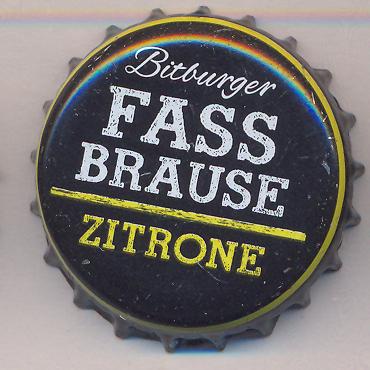 Bitburger
FASS
BRAUSE
ZITRONE